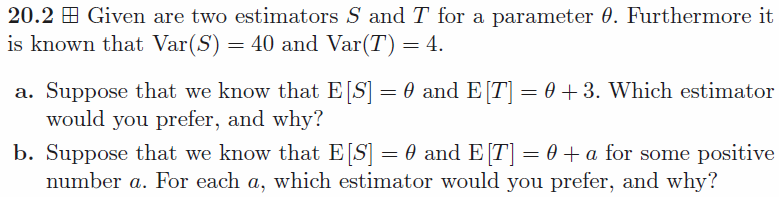 20.2 ⊞ Given are two estimators S and T for a parameter θ. Furthermore it
is known that Var(S) = 40 and Var(T) = 4.
a. Suppose that we know that E[S] = θ and E[T] = θ + 3. Which estimator
would you prefer, and why?
b. Suppose that we know that E[S] = θ and E[T] = θ + a for some positive
number a. For each a, which estimator would you prefer, and why?